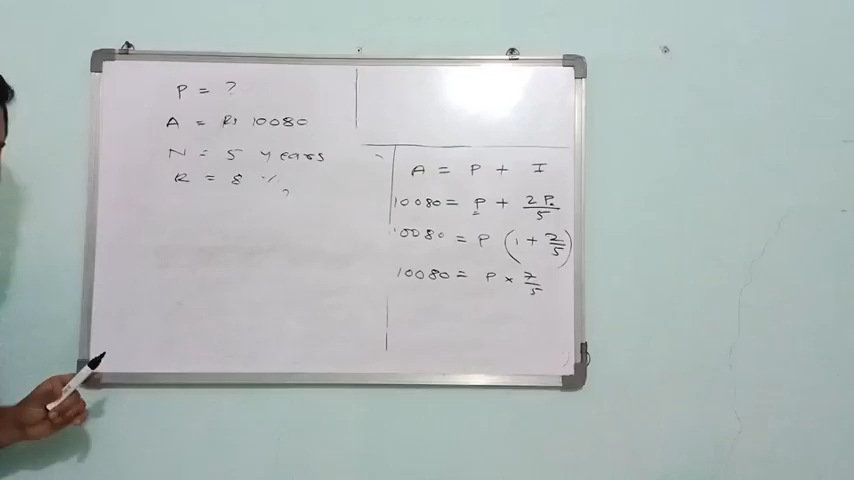 P = ?
A = Rs 10080
N = 5 years
R = 8 %
A = P + I
10080 = P + 2P/5
10080 = P (1 + 2/5)
10080 = P × 7/5